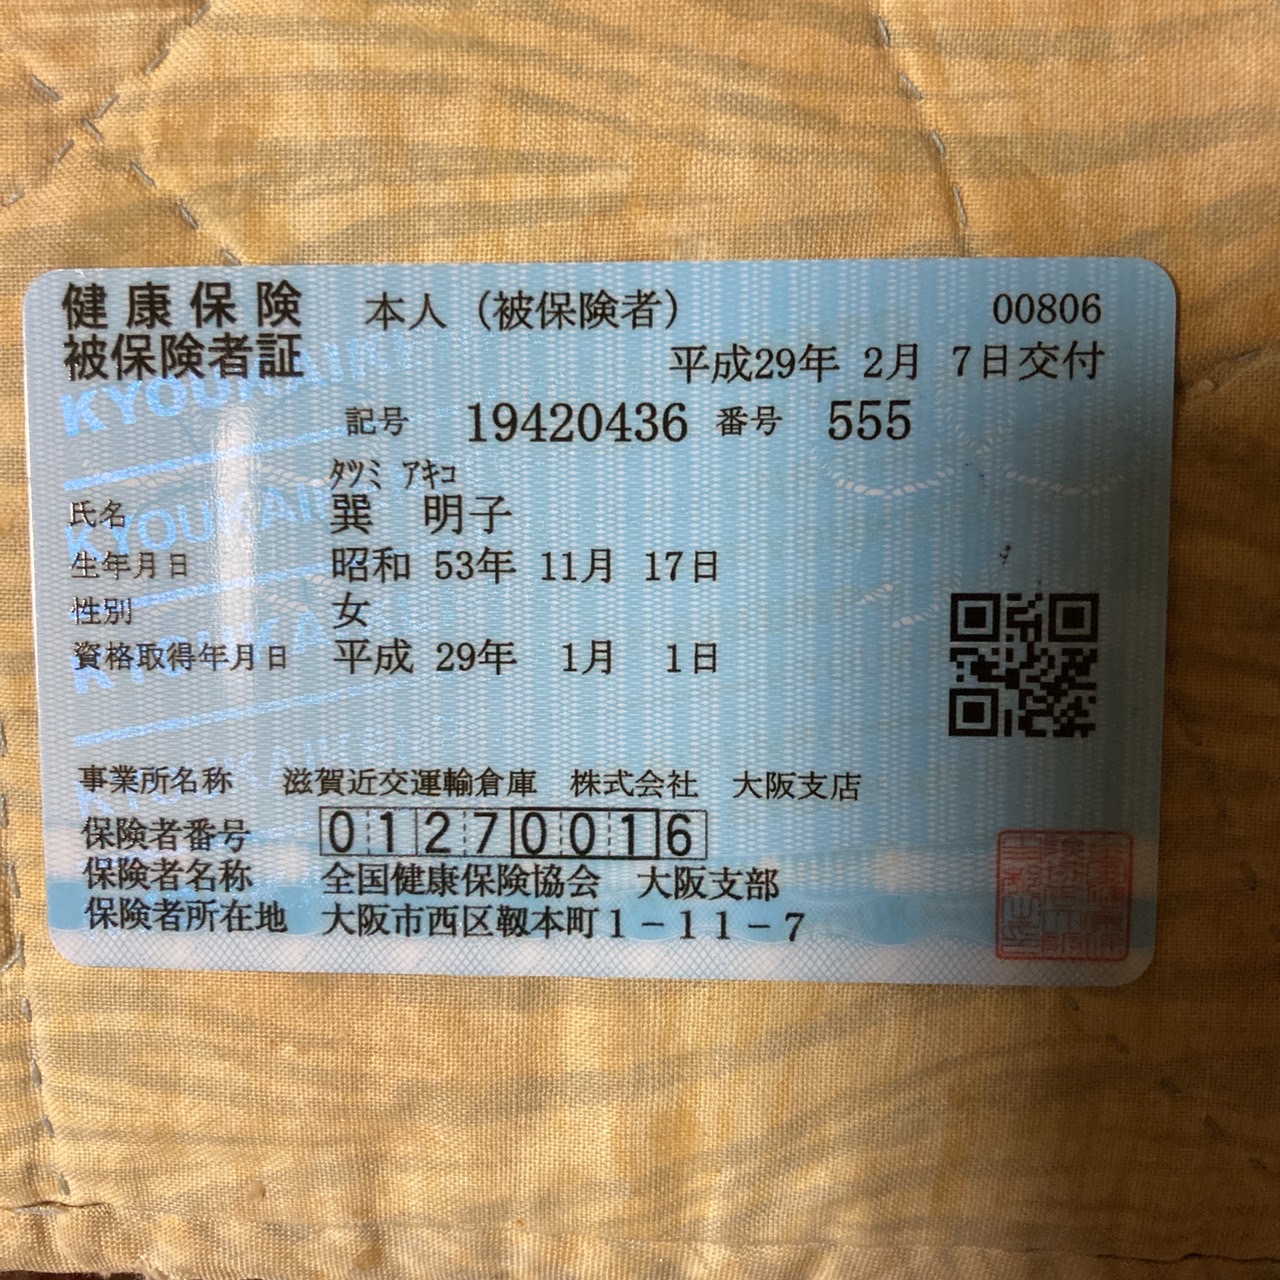 健康保険 本人（被保険者） 00806
被保険者証 平成29年 2月 7日交付
記号 19420436 番号 555
ﾀﾂﾐ ｱｷｺ
氏名 巽 明子
生年月日 昭和 53年 11月 17日
性別 女
資格取得年月日 平成 29年 1月 1日
事業所名称 滋賀近交運輸倉庫 株式会社 大阪支店
保険者番号 01270016
保険者名称 全国健康保険協会 大阪支部
保険者所在地 大阪市西区靱本町1-11-7
KYOUKAI
KYOUKAI
KYOUKAI
KYOUKAI